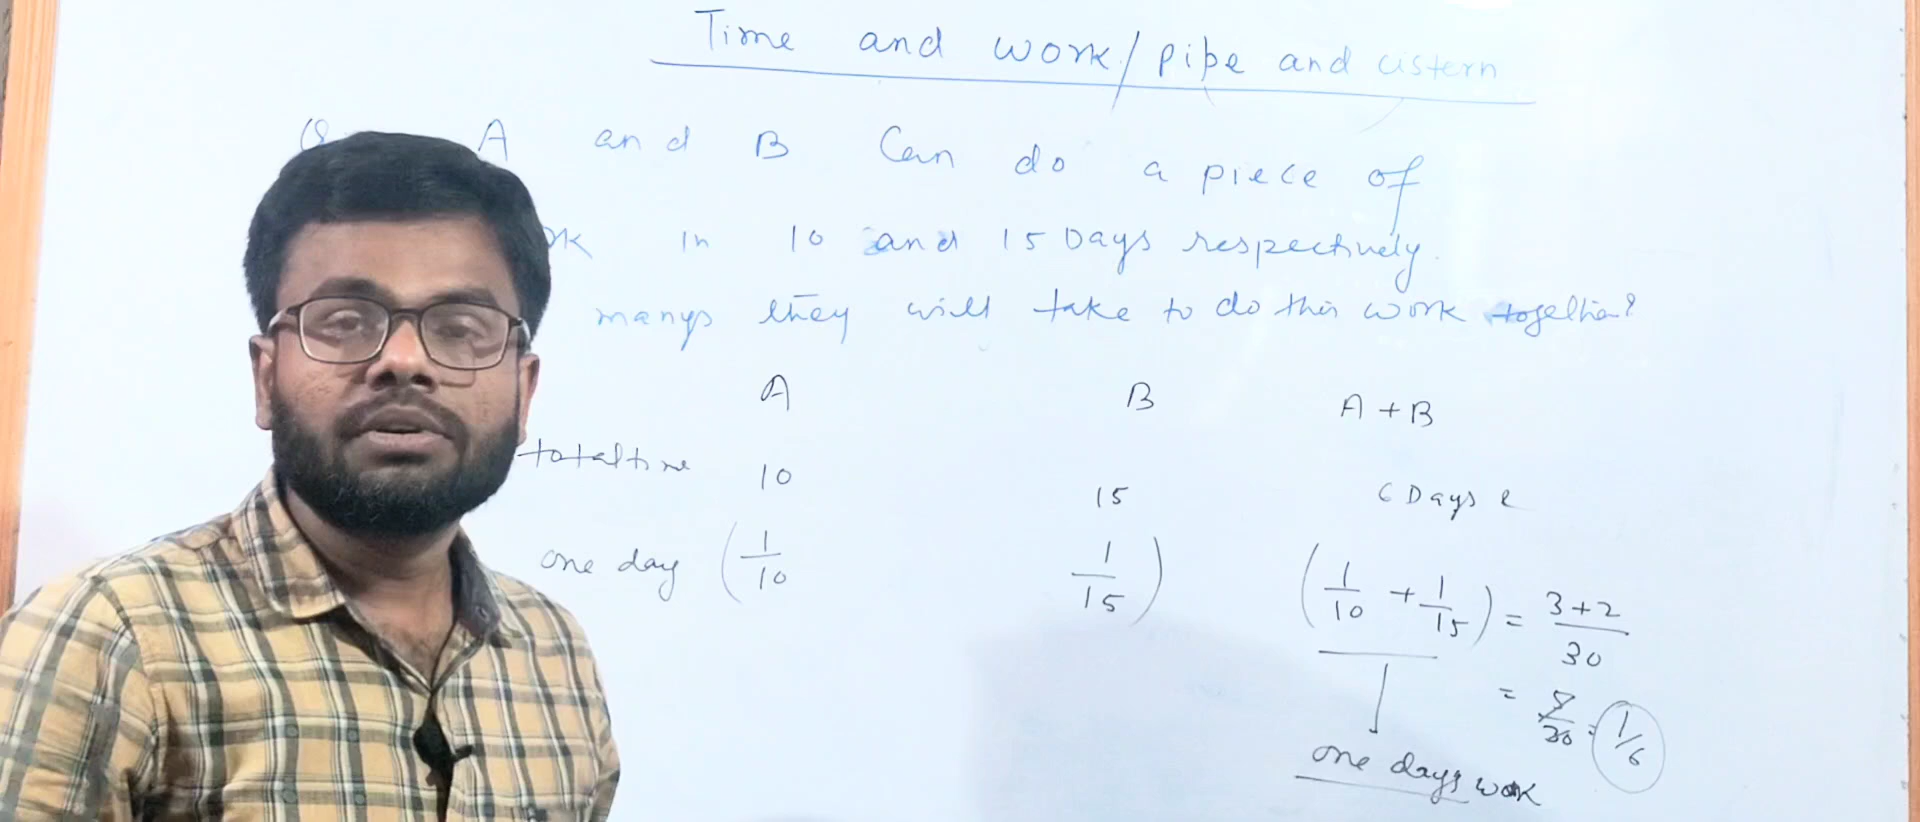 Time and work/pipe and cistern
A and B Can do a piece of
in 10 and 15 Days respectively.
manys they will take to do this work together?
A B A+B
total time 10 15 6 Days
one day (1/10 1/15) (1/10 + 1/15) = 3+2/30
= 5/30 = 1/6
one days work